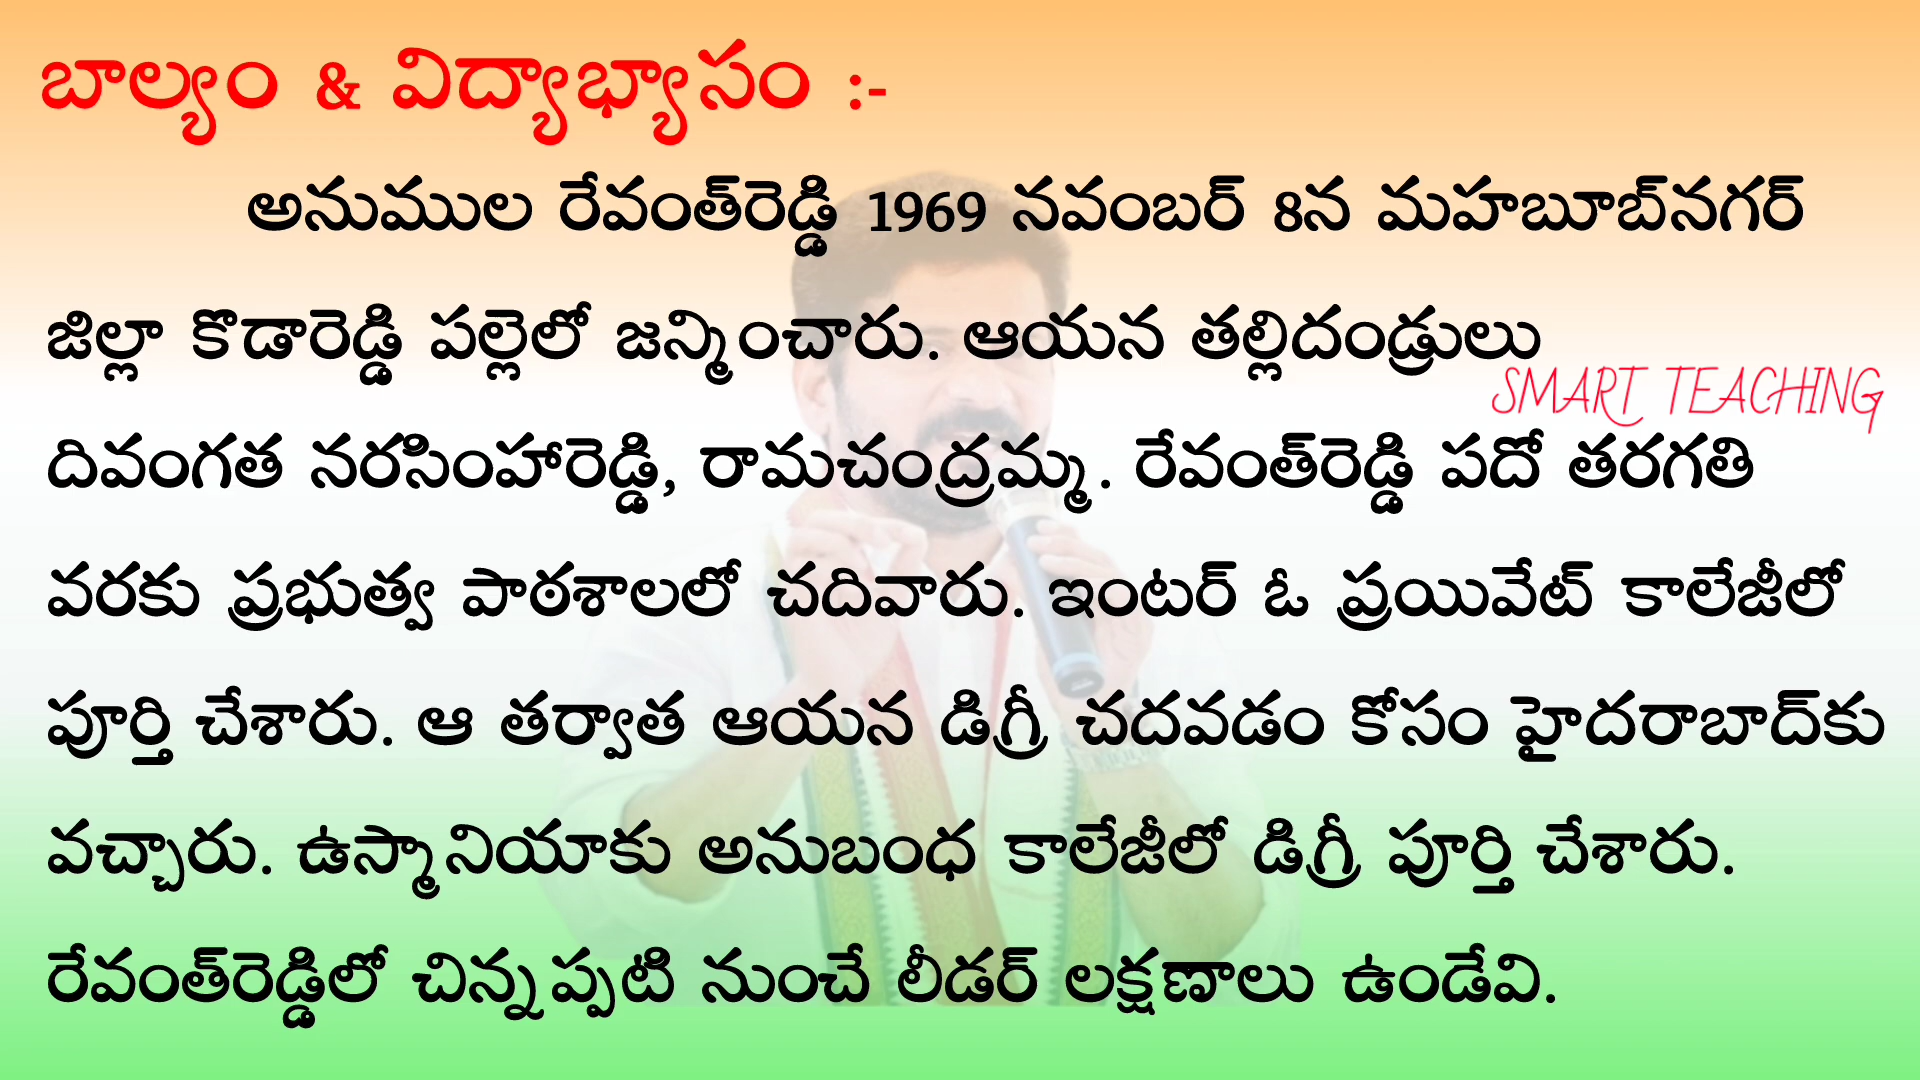 బాల్యం & విద్యాభ్యాసం :-
అనుముల రేవంత్‌రెడ్డి 1969 నవంబర్ 8న మహబూబ్‌నగర్
జిల్లా కొడారెడ్డి పల్లెలో జన్మించారు. ఆయన తల్లిదండ్రులు
SMART TEACHING
దివంగత నరసింహారెడ్డి, రామచంద్రమ్మ. రేవంత్‌రెడ్డి పదో తరగతి
వరకు ప్రభుత్వ పాఠశాలలో చదివారు. ఇంటర్ ఓ ప్రయివేట్ కాలేజీలో
పూర్తి చేశారు. ఆ తర్వాత ఆయన డిగ్రీ చదవడం కోసం హైదరాబాద్‌కు
వచ్చారు. ఉస్మానియాకు అనుబంధ కాలేజీలో డిగ్రీ పూర్తి చేశారు.
రేవంత్‌రెడ్డిలో చిన్నప్పటి నుంచే లీడర్ లక్షణాలు ఉండేవి.